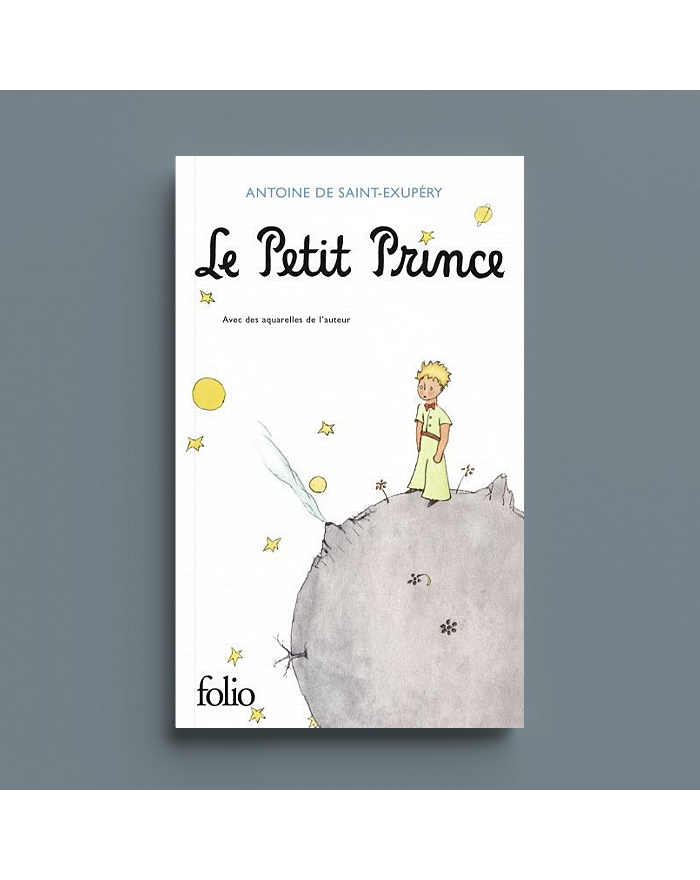 ANTOINE DE SAINT-EXUPÉRY
Le Petit Prince
Avec des aquarelles de l'auteur
folio